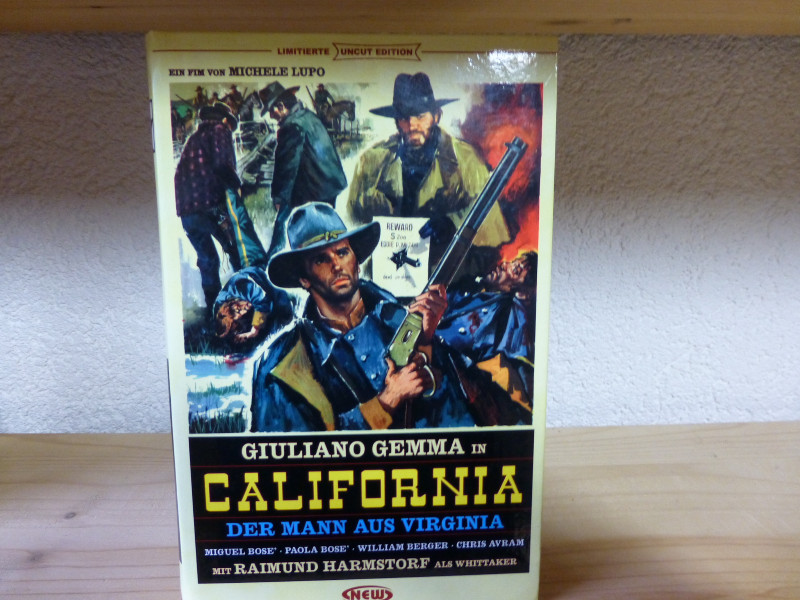 LIMITIERTE UNCUT EDITION
EIN FIM VON MICHELE LUPO
REWARD
GIULIANO GEMMA IN
CALIFORNIA
DER MANN AUS VIRGINIA
MIGUEL BOSE' · PAOLA BOSE' · WILLIAM BERGER · CHRIS AVRAM
MIT RAIMUND HARMSTORF ALS WHITTAKER
NEW